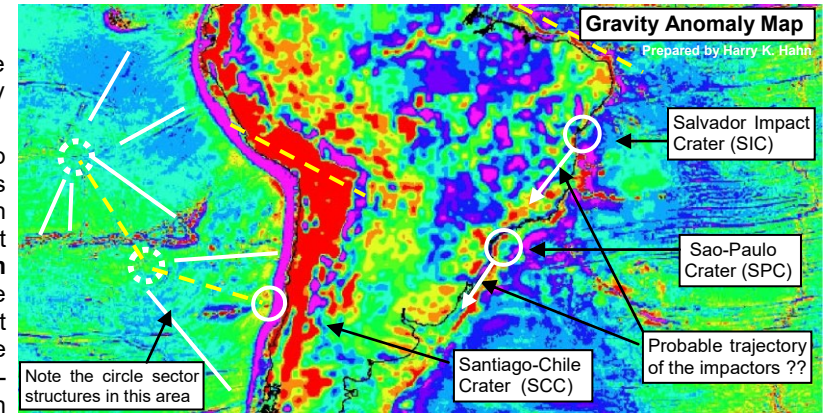 Gravity Anomaly Map
Prepared by Harry K. Hahn
Salvador Impact
Crater (SIC)
Sao-Paulo
Crater (SPC)
Probable trajectory
of the impactors ??
Santiago-Chile
Crater (SCC)
Note the circle sector
structures in this area